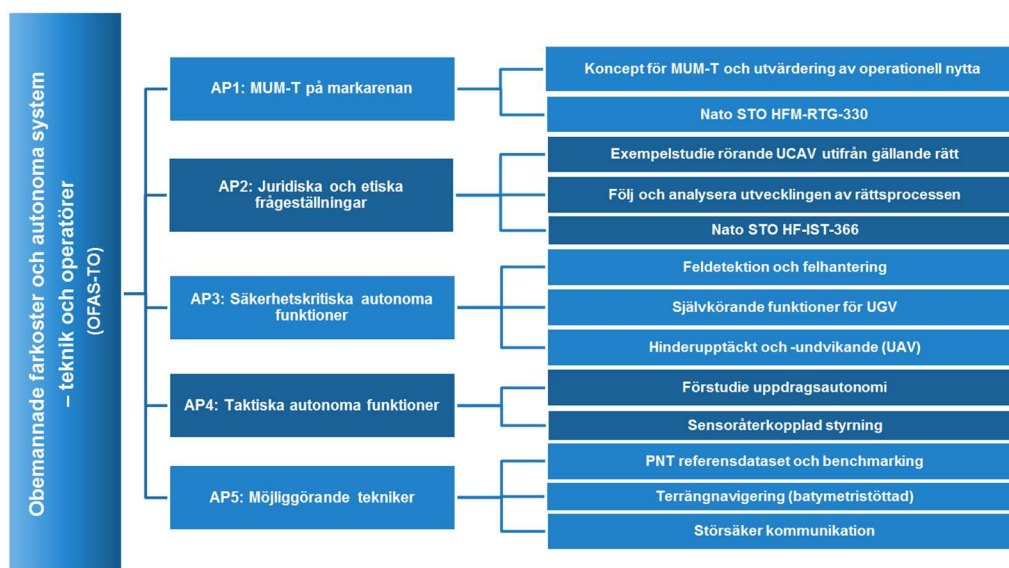 Obemannade farkoster och autonoma system
– teknik och operatörer
(OFAS-TO)
AP1: MUM-T på markarenan
Koncept för MUM-T och utvärdering av operationell nytta
Nato STO HFM-RTG-330
AP2: Juridiska och etiska
frågeställningar
Exempelstudie rörande UCAV utifrån gällande rätt
Följ och analysera utvecklingen av rättsprocessen
Nato STO HF-IST-366
AP3: Säkerhetskritiska autonoma
funktioner
Feldetektion och felhantering
Självkörande funktioner för UGV
Hinderupptäckt och -undvikande (UAV)
AP4: Taktiska autonoma funktioner
Förstudie uppdragsautonomi
Sensoråterkopplad styrning
AP5: Möjliggörande tekniker
PNT referensdataset och benchmarking
Terrängnavigering (batymetristöttad)
Störsäker kommunikation